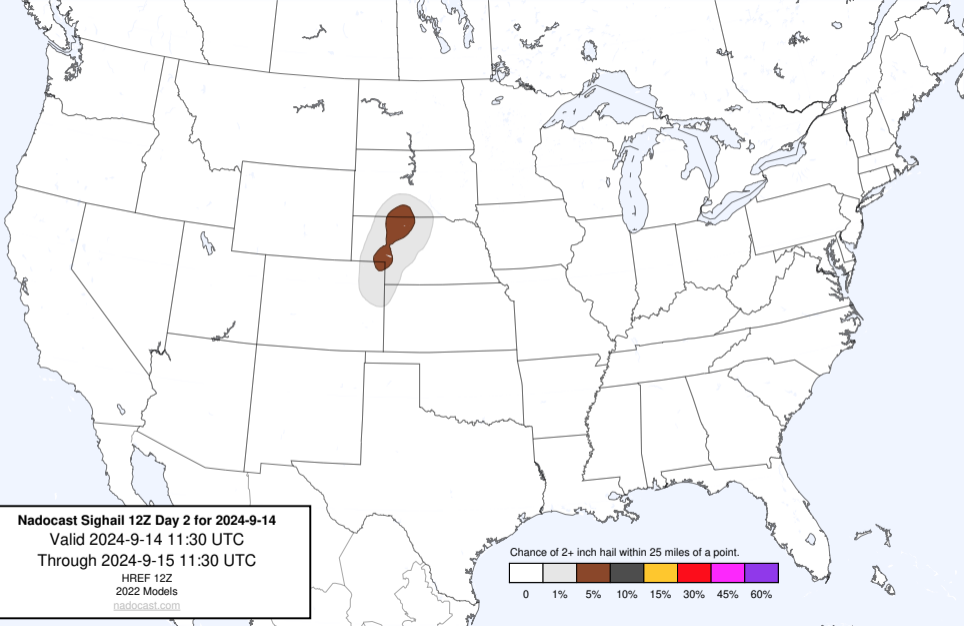 Nadocast Sighail 12Z Day 2 for 2024-9-14
Valid 2024-9-14 11:30 UTC
Through 2024-9-15 11:30 UTC
HREF 12Z
2022 Models
nadocast.com
Chance of 2+ inch hail within 25 miles of a point.
0 1% 5% 10% 15% 30% 45% 60%